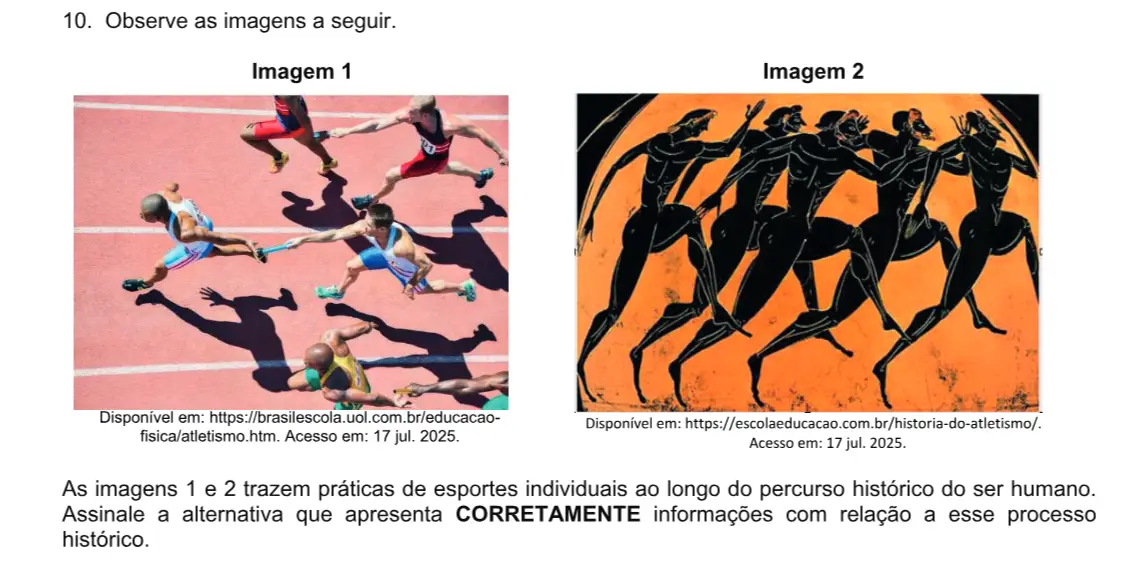 10. Observe as imagens a seguir.
Imagem 1
Imagem 2
Disponível em: https://brasilescola.uol.com.br/educacao-
fisica/atletismo.htm. Acesso em: 17 jul. 2025.
Disponível em: https://escolaeducacao.com.br/historia-do-atletismo/.
Acesso em: 17 jul. 2025.
As imagens 1 e 2 trazem práticas de esportes individuais ao longo do percurso histórico do ser humano.
Assinale a alternativa que apresenta CORRETAMENTE informações com relação a esse processo
histórico.